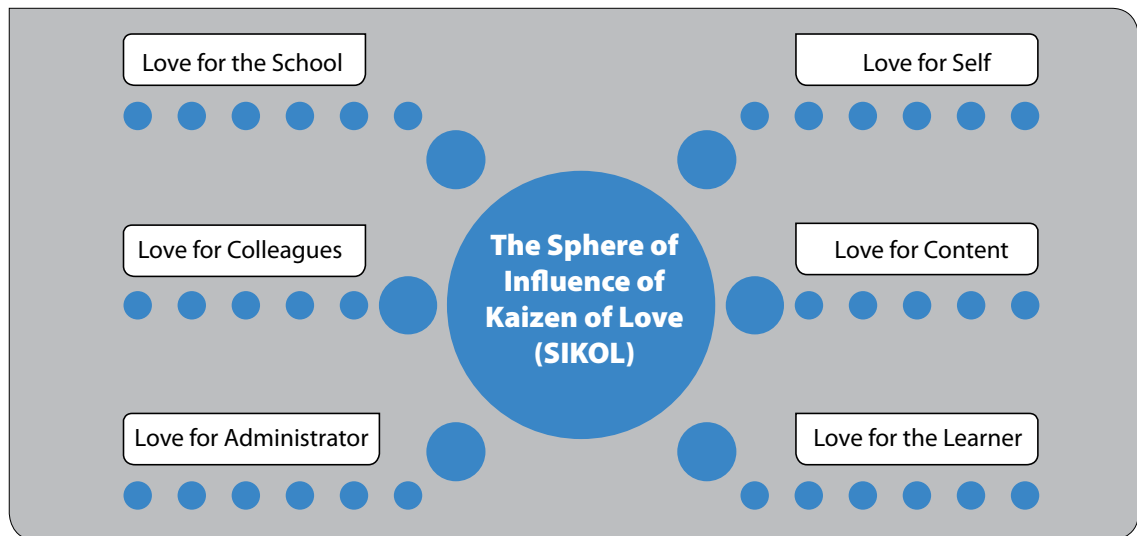 Love for the School
Love for Self
The Sphere of
Influence of
Kaizen of Love
(SIKOL)
Love for Colleagues
Love for Content
Love for Administrator
Love for the Learner